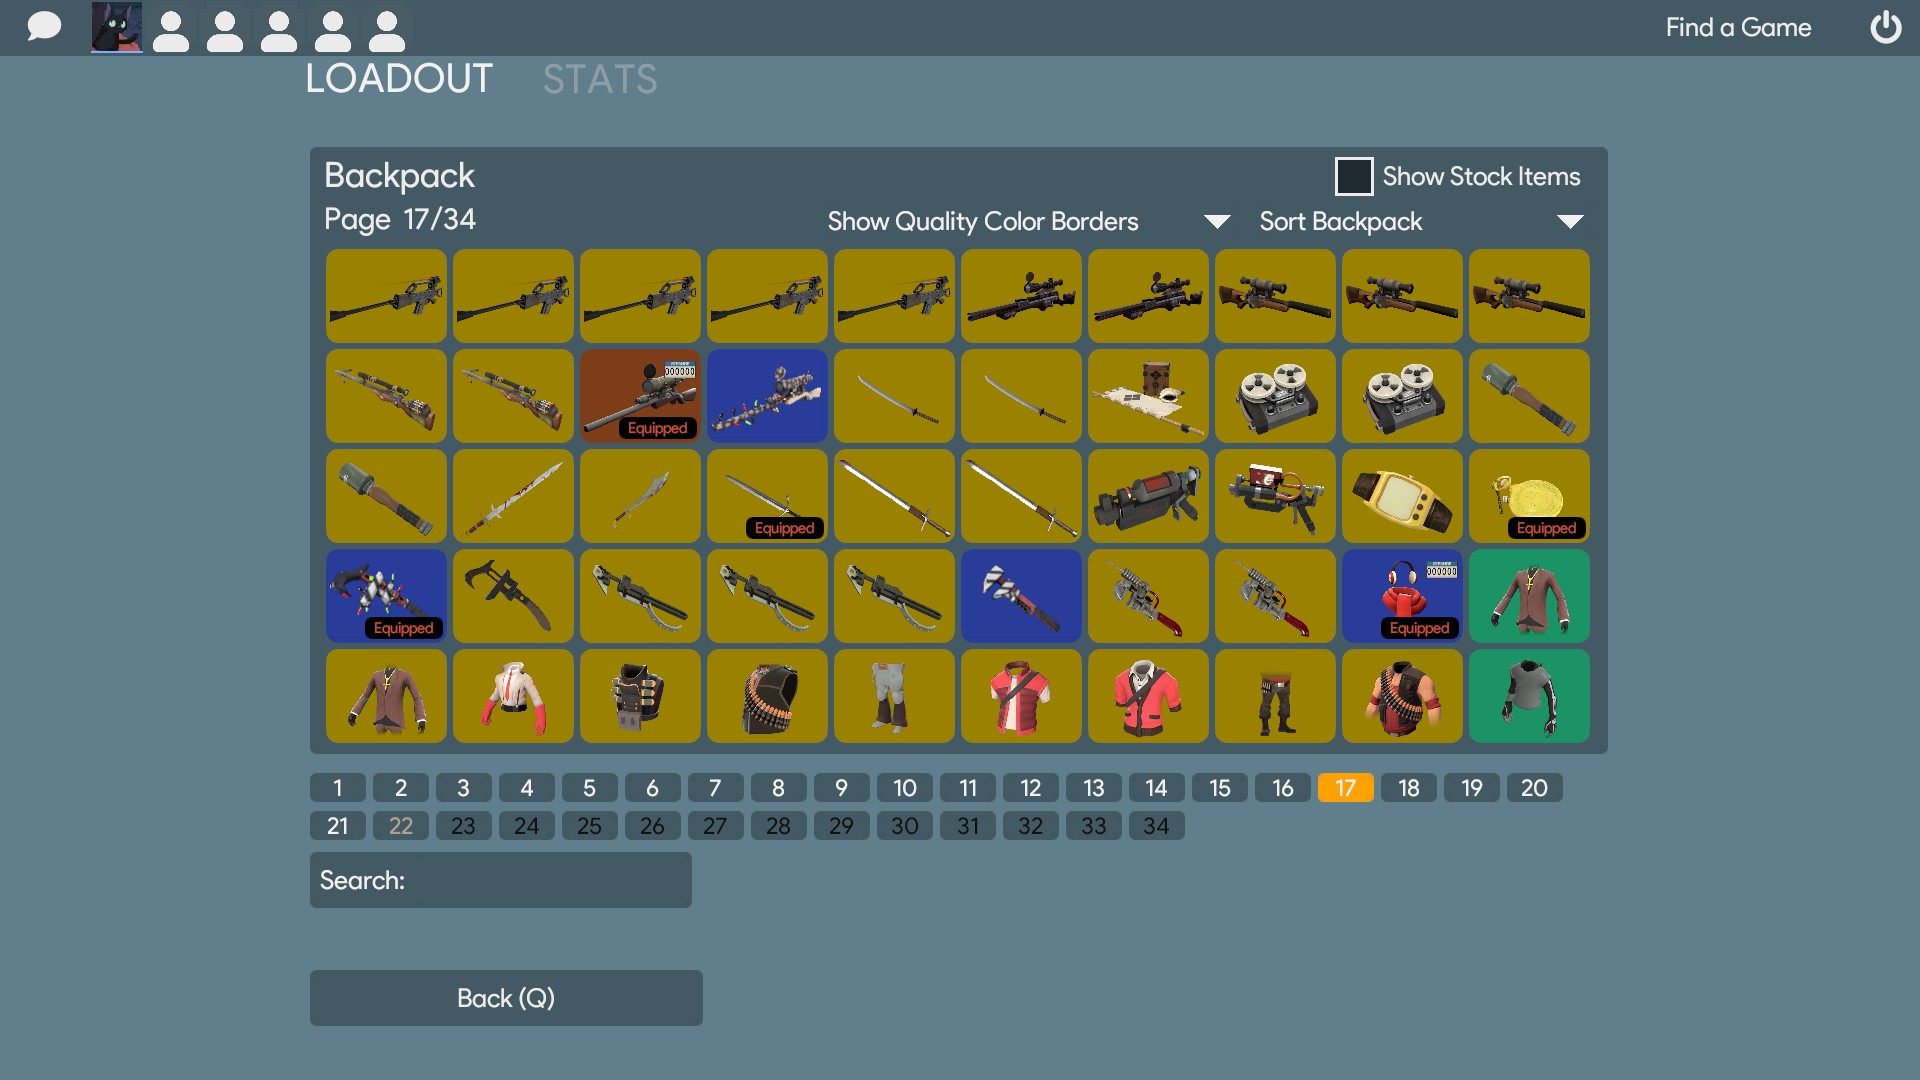 Find a Game
LOADOUT STATS
Backpack
Show Stock Items
Page 17/34
Show Quality Color Borders
Sort Backpack
STRANGE
000000
Equipped
Equipped
Equipped
Equipped
000000
Equipped
1 2 3 4 5 6 7 8 9 10 11 12 13 14 15 16 17 18 19 20
21 22 23 24 25 26 27 28 29 30 31 32 33 34
Search:
Back (Q)